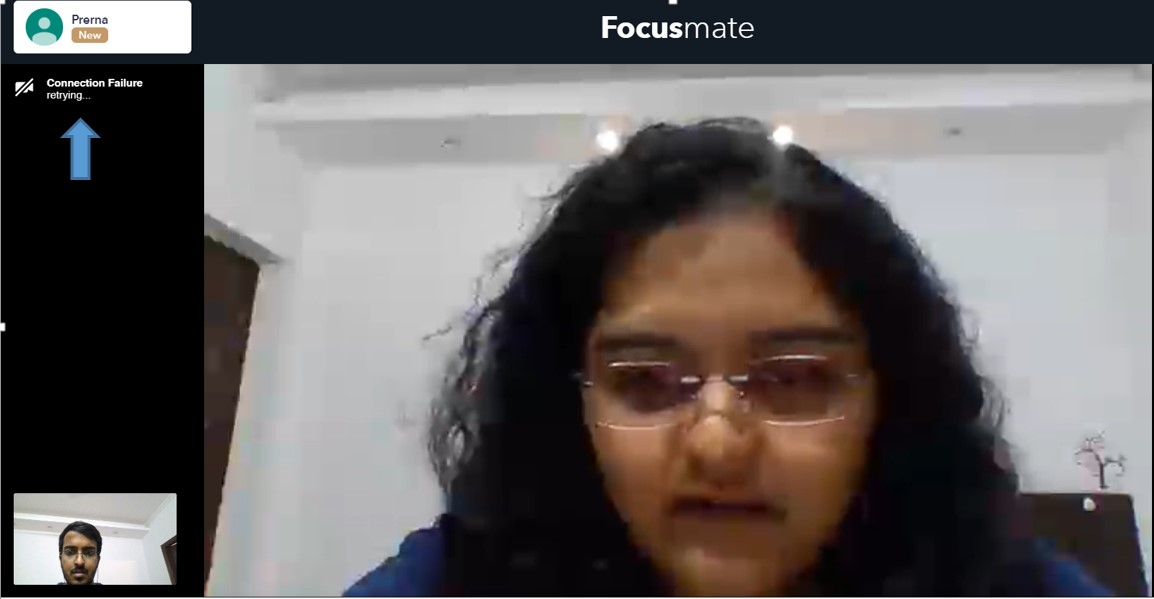 Prerna
New
Focusmate
Connection Failure
retrying...